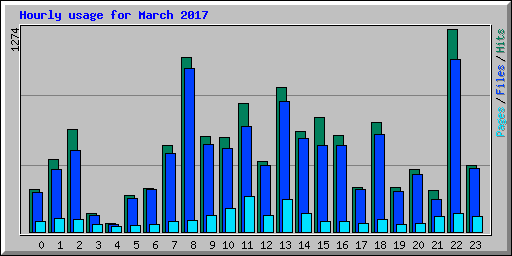 Hourly usage for March 2017
1274
Pages / Files / Hits
0 1 2 3 4 5 6 7 8 9 10 11 12 13 14 15 16 17 18 19 20 21 22 23